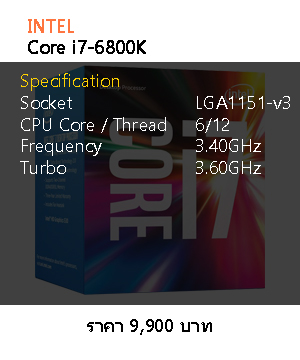 INTEL
Core i7-6800K
Specification
Socket LGA1151-v3
CPU Core / Thread 6/12
Frequency 3.40GHz
Turbo 3.60GHz
CORE i7
ราคา 9,900 บาท